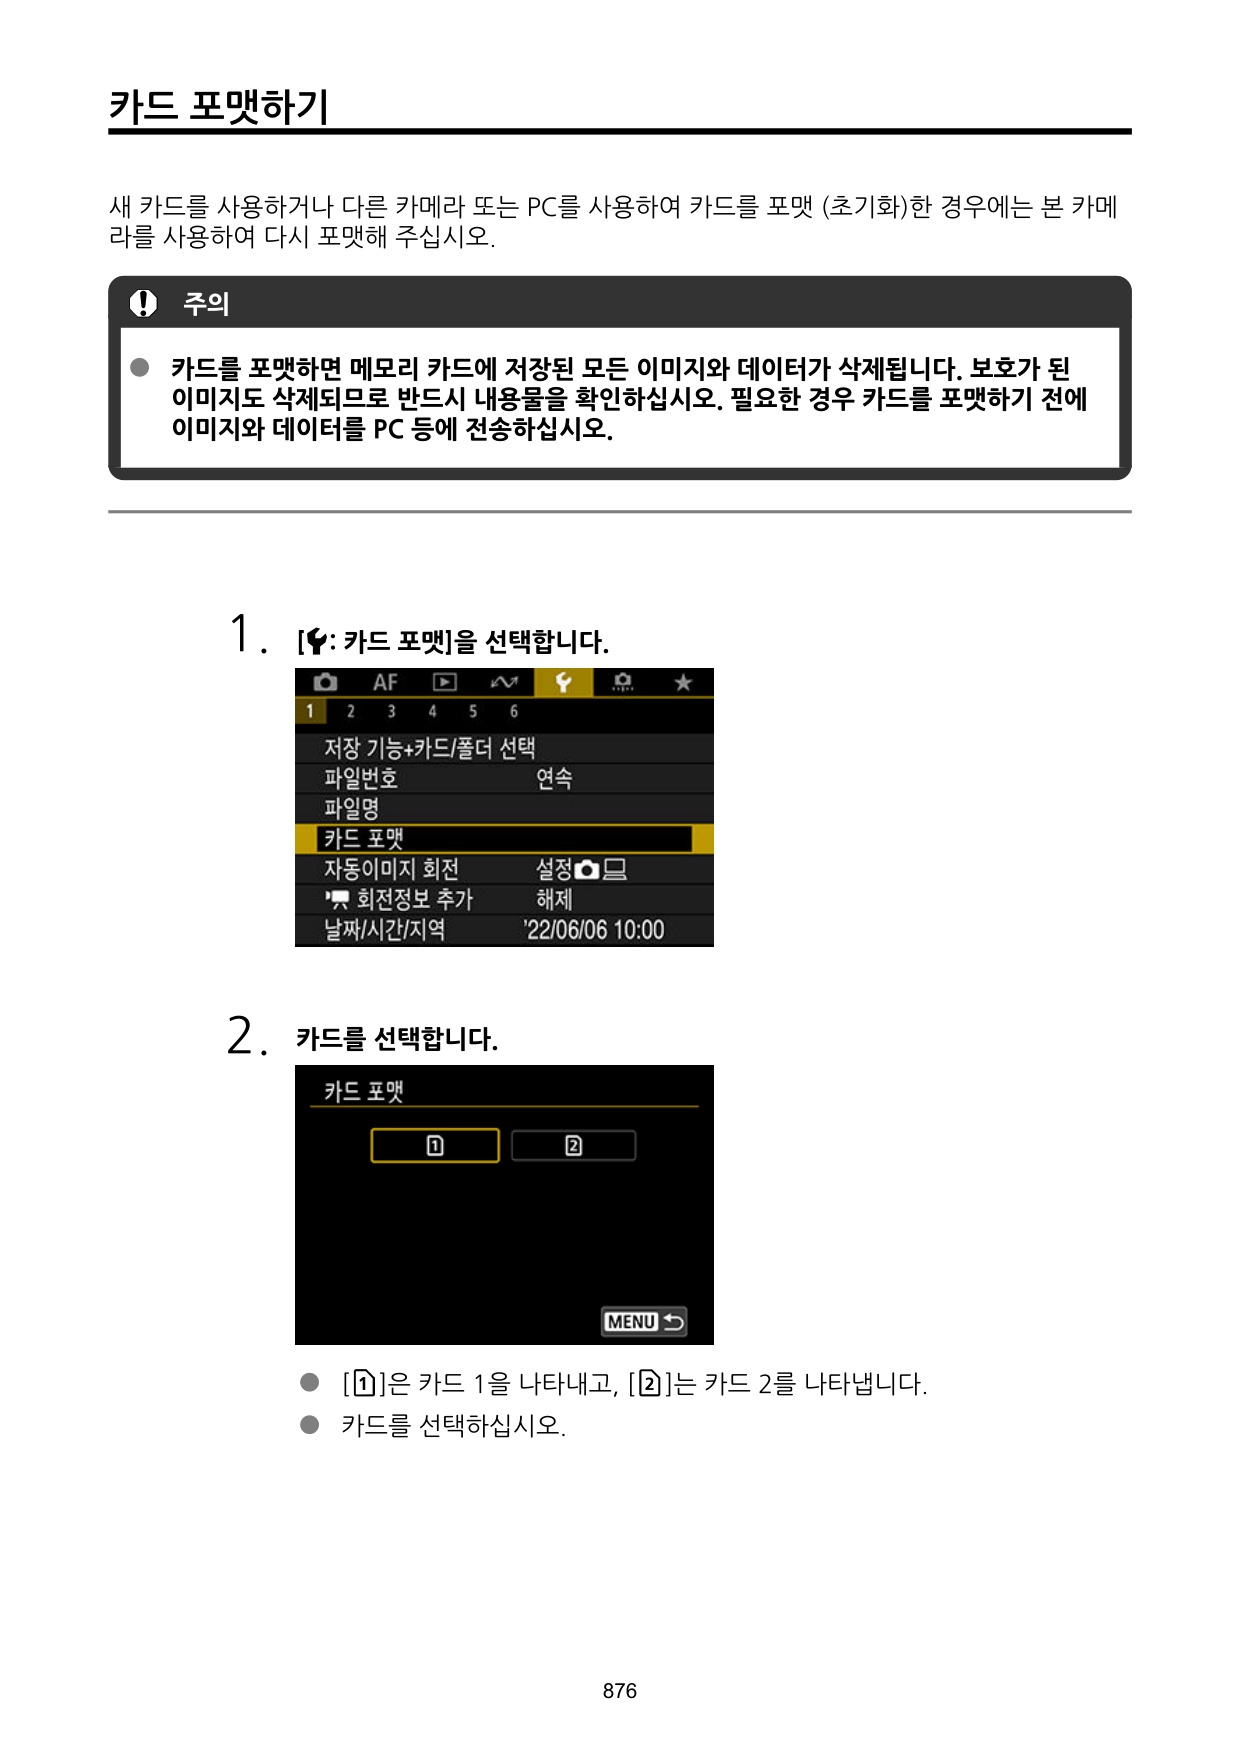 카드 포맷하기
새 카드를 사용하거나 다른 카메라 또는 PC를 사용하여 카드를 포맷 (초기화)한 경우에는 본 카메
라를 사용하여 다시 포맷해 주십시오.
주의
● 카드를 포맷하면 메모리 카드에 저장된 모든 이미지와 데이터가 삭제됩니다. 보호가 된
이미지도 삭제되므로 반드시 내용물을 확인하십시오. 필요한 경우 카드를 포맷하기 전에
이미지와 데이터를 PC 등에 전송하십시오.
1. [: 카드 포맷]을 선택합니다.
AF ★
1 2 3 4 5 6
저장 기능+카드/폴더 선택
파일번호 연속
파일명
카드 포맷
자동이미지 회전 설정
회전정보 추가 해제
날짜/시간/지역 '22/06/06 10:00
2. 카드를 선택합니다.
카드 포맷
1 2
MENU
● [1]은 카드 1을 나타내고, [2]는 카드 2를 나타냅니다.
● 카드를 선택하십시오.
876